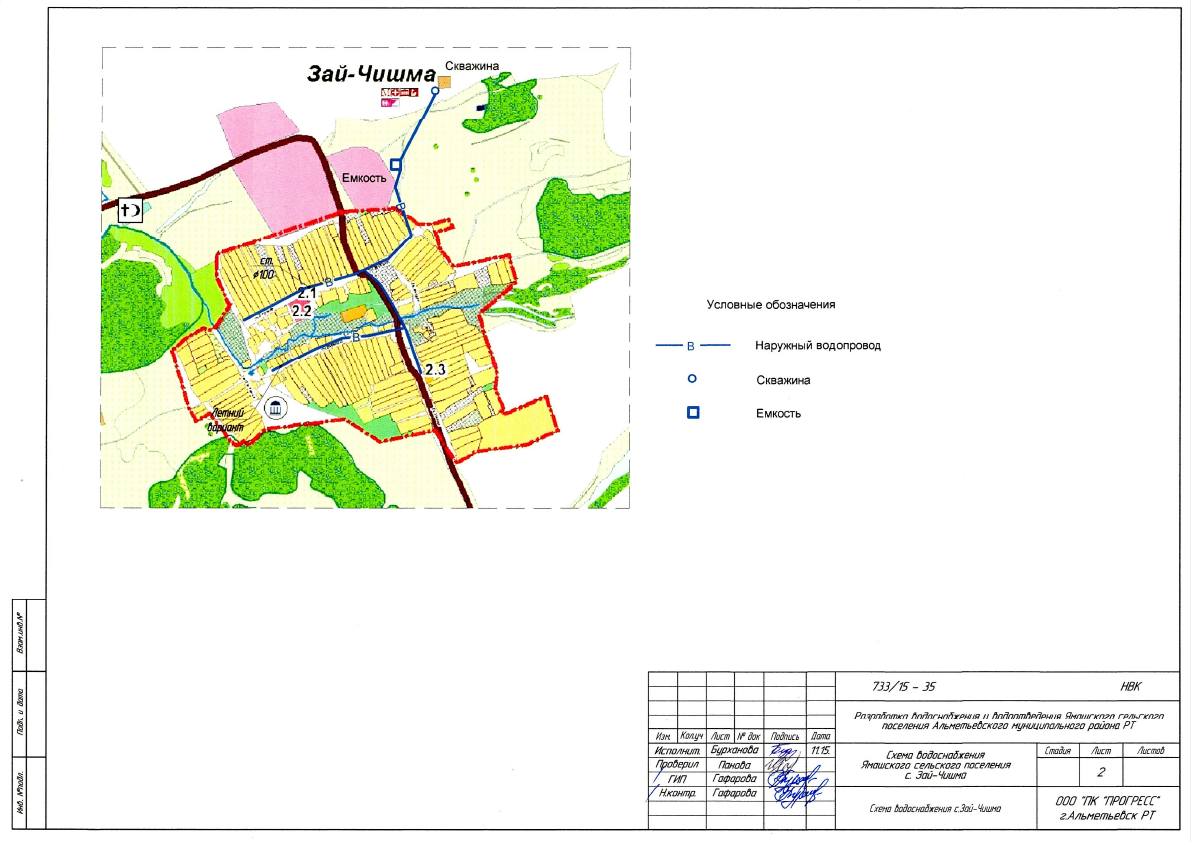 Зай-Чишма
Скважина
Емкость
В
ст.
ø100
В
2.1
2.2
В
2.3
Летний
вариант
Условные обозначения
В
Наружный водопровод
Скважина
Емкость
Взам.инв.№
Подп. и дата
Инв. №подл.
733/15 - 35 НВК
Разработка водоснабжения и водоотведения Ямашского сельского
поселения Альметьевского муниципального района РТ
Изм. Кол.уч Лист № док Подпись Дата
Исполнит. Бурханова 11.15.
Проверил Панова
ГИП Гафарова
Н.контр. Гафарова
Схема водоснабжения
Ямашского сельского поселения
с. Зай-Чишма
Стадия Лист Листов
2
Схема водоснабжения с.Зай-Чишма
ООО "ПК "ПРОГРЕСС"
г.Альметьевск РТ